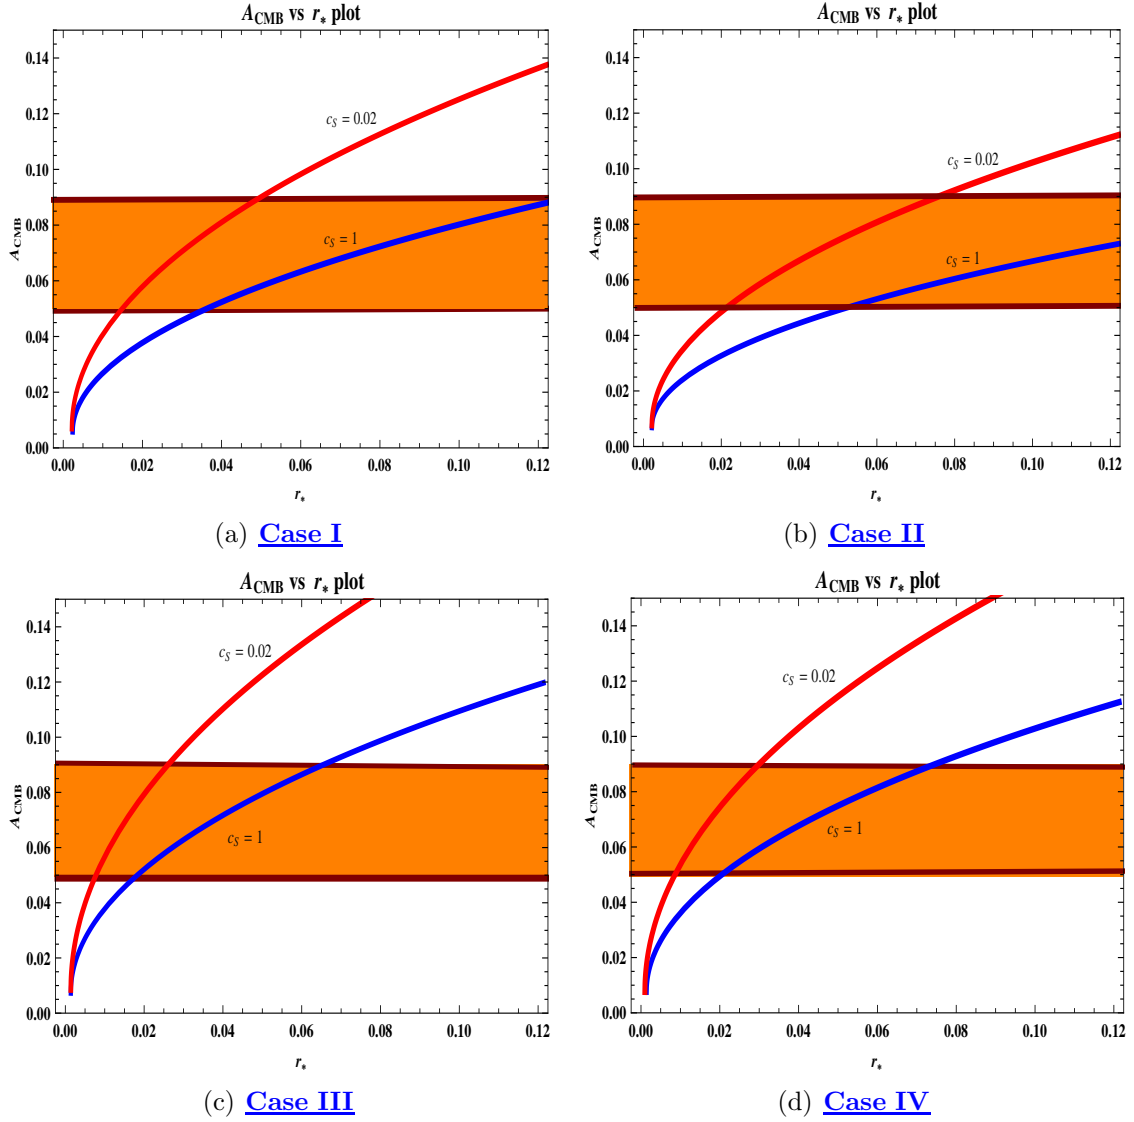 A_CMB vs r_* plot
0.14
0.12
0.10
0.08
0.06
0.04
0.02
0.00
A_CMB
c_S = 0.02
c_S = 1
0.00 0.02 0.04 0.06 0.08 0.10 0.12
r_*
(a) Case I
A_CMB vs r_* plot
0.14
0.12
0.10
0.08
0.06
0.04
0.02
0.00
A_CMB
c_S = 0.02
c_S = 1
0.00 0.02 0.04 0.06 0.08 0.10 0.12
r_*
(b) Case II
A_CMB vs r_* plot
0.14
0.12
0.10
0.08
0.06
0.04
0.02
0.00
A_CMB
c_S = 0.02
c_S = 1
0.00 0.02 0.04 0.06 0.08 0.10 0.12
r_*
(c) Case III
A_CMB vs r_* plot
0.14
0.12
0.10
0.08
0.06
0.04
0.02
0.00
A_CMB
c_S = 0.02
c_S = 1
0.00 0.02 0.04 0.06 0.08 0.10 0.12
r_*
(d) Case IV